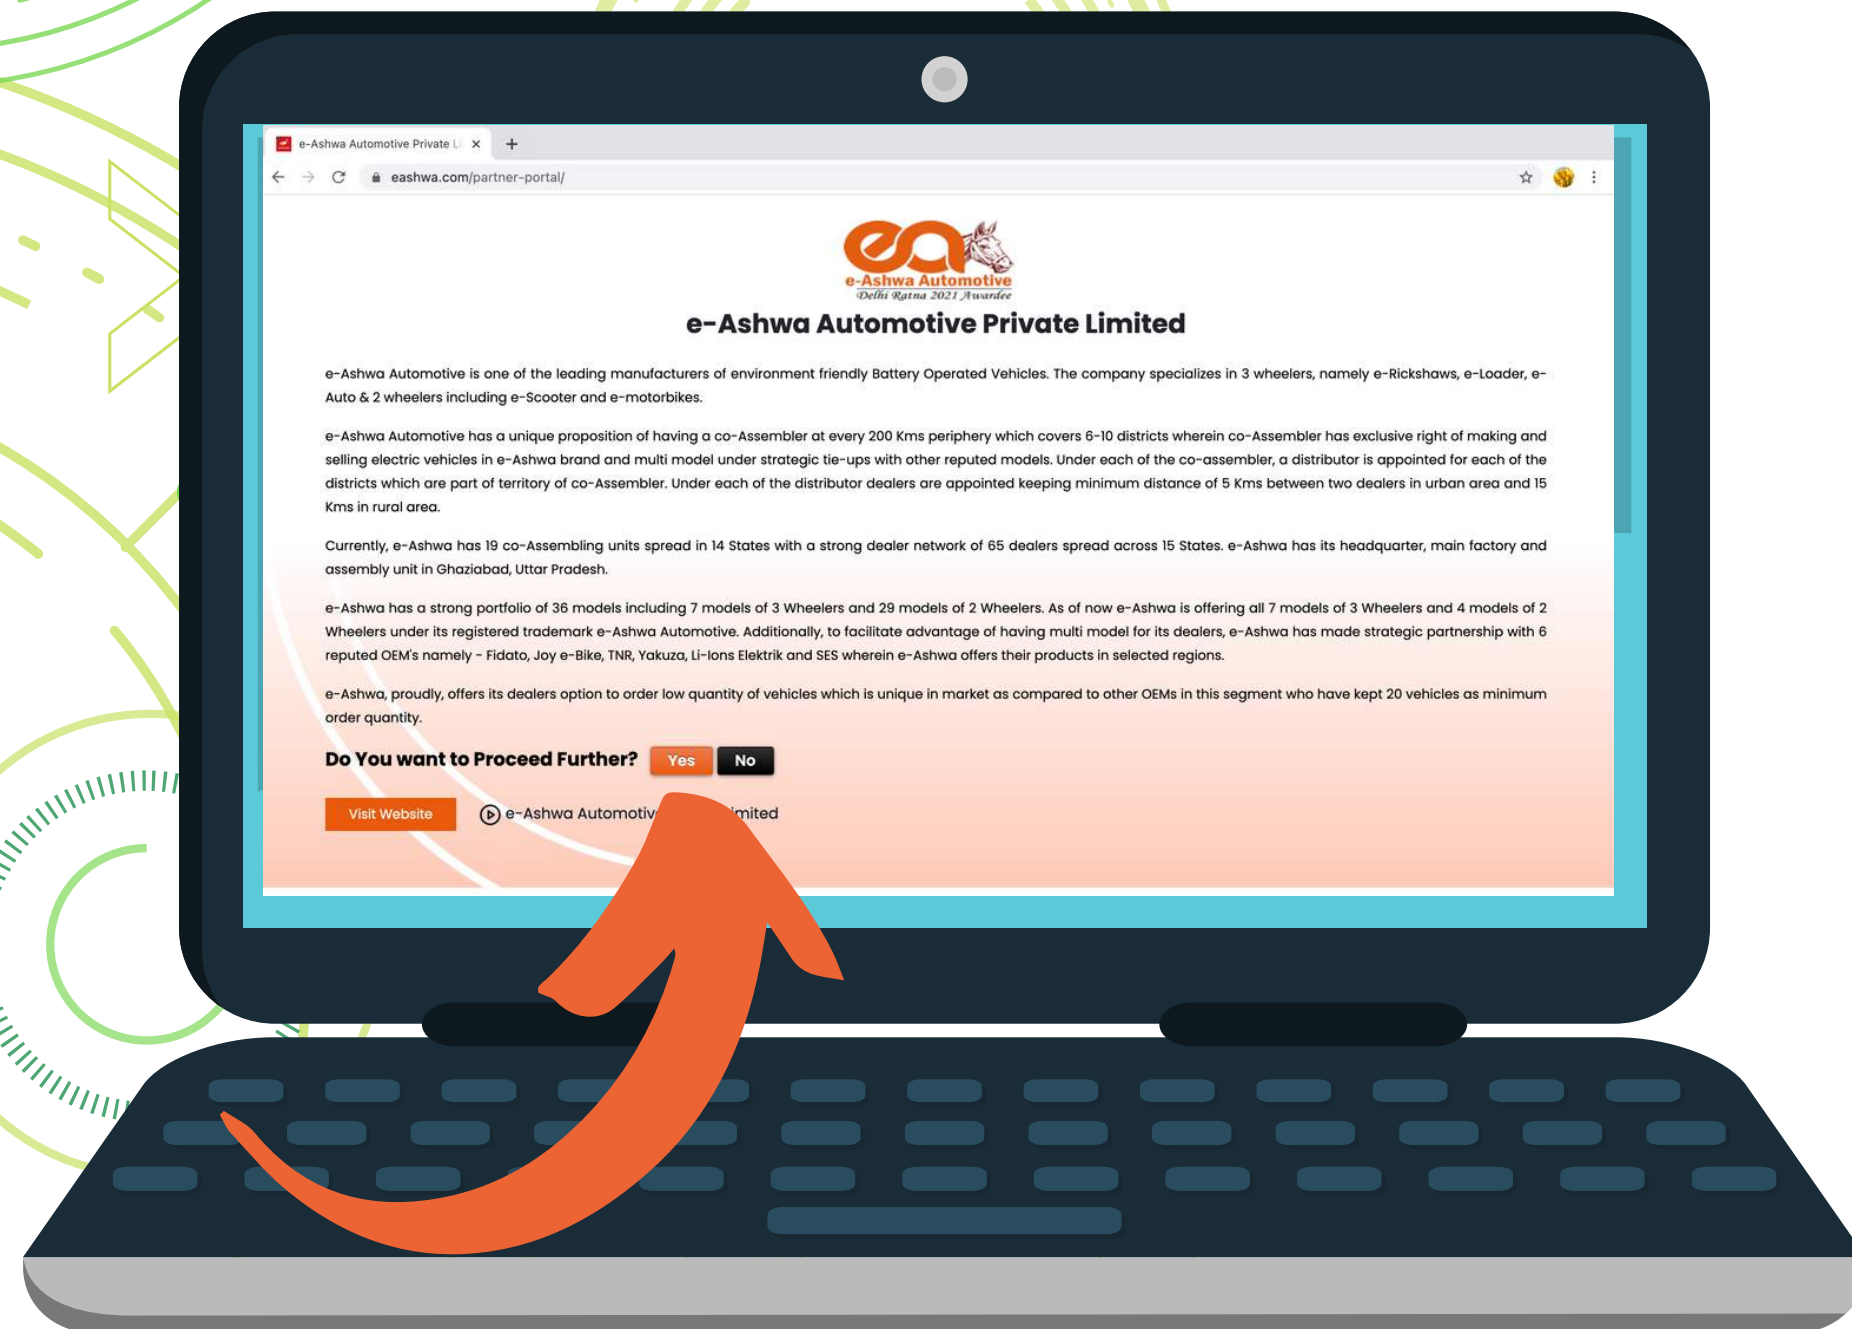 e-Ashwa Automotive Private Li
eashwa.com/partner-portal/
ea
e-Ashwa Automotive
Delhi Ratna 2021 Awardee
e-Ashwa Automotive Private Limited
e-Ashwa Automotive is one of the leading manufacturers of environment friendly Battery Operated Vehicles. The company specializes in 3 wheelers, namely e-Rickshaws, e-Loader, e-
Auto & 2 wheelers including e-Scooter and e-motorbikes.
e-Ashwa Automotive has a unique proposition of having a co-Assembler at every 200 Kms periphery which covers 6-10 districts wherein co-Assembler has exclusive right of making and
selling electric vehicles in e-Ashwa brand and multi model under strategic tie-ups with other reputed models. Under each of the co-assembler, a distributor is appointed for each of the
districts which are part of territory of co-Assembler. Under each of the distributor dealers are appointed keeping minimum distance of 5 Kms between two dealers in urban area and 15
Kms in rural area.
Currently, e-Ashwa has 19 co-Assembling units spread in 14 States with a strong dealer network of 65 dealers spread across 15 States. e-Ashwa has its headquarter, main factory and
assembly unit in Ghaziabad, Uttar Pradesh.
e-Ashwa has a strong portfolio of 36 models including 7 models of 3 Wheelers and 29 models of 2 Wheelers. As of now e-Ashwa is offering all 7 models of 3 Wheelers and 4 models of 2
Wheelers under its registered trademark e-Ashwa Automotive. Additionally, to facilitate advantage of having multi model for its dealers, e-Ashwa has made strategic partnership with 6
reputed OEM's namely - Fidato, Joy e-Bike, TNR, Yakuza, Li-Ions Elektrik and SES wherein e-Ashwa offers their products in selected regions.
e-Ashwa, proudly, offers its dealers option to order low quantity of vehicles which is unique in market as compared to other OEMs in this segment who have kept 20 vehicles as minimum
order quantity.
Do You want to Proceed Further? Yes No
Visit Website e-Ashwa Automotiv mited